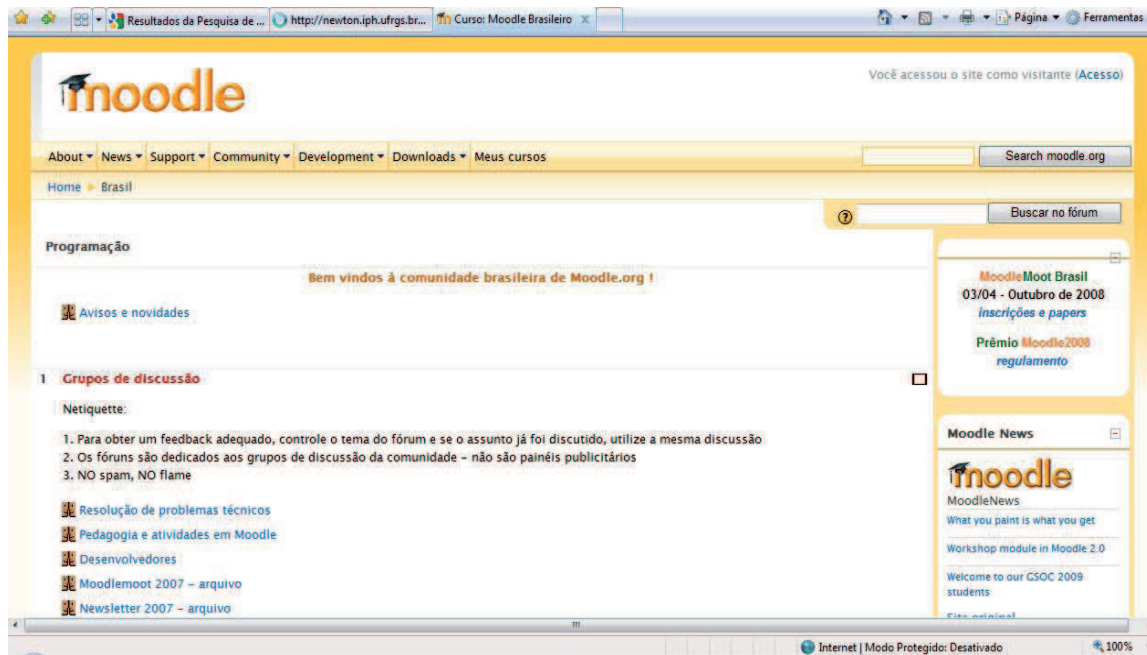 Resultados da Pesquisa de ... http://newton.iph.ufrgs.br... Curso: Moodle Brasileiro Página Ferramentas
moodle
Você acessou o site como visitante (Acesso)
About News Support Community Development Downloads Meus cursos
Search moodle.org
Home Brasil
Buscar no fórum
Programação
Bem vindos à comunidade brasileira de Moodle.org !
Avisos e novidades
1 Grupos de discussão
Netiquette:
1. Para obter um feedback adequado, controle o tema do fórum e se o assunto já foi discutido, utilize a mesma discussão
2. Os fóruns são dedicados aos grupos de discussão da comunidade – não são painéis publicitários
3. NO spam, NO flame
Resolução de problemas técnicos
Pedagogia e atividades em Moodle
Desenvolvedores
Moodlemoot 2007 – arquivo
Newsletter 2007 – arquivo
MoodleMoot Brasil
03/04 - Outubro de 2008
inscrições e papers
Prêmio Moodle2008
regulamento
Moodle News
moodle
MoodleNews
What you paint is what you get
Workshop module in Moodle 2.0
Welcome to our GSOC 2009
students
Site original
Internet | Modo Protegido: Desativado 100%